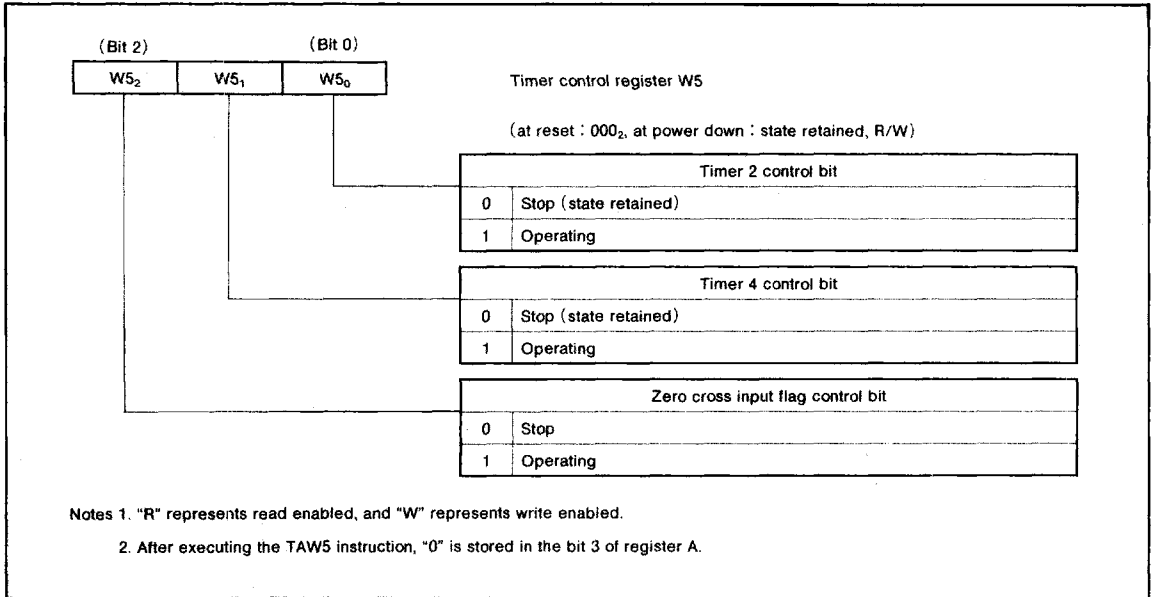 (Bit 2) (Bit 0)
W5₂ W5₁ W5₀
Timer control register W5
(at reset : 000₂, at power down : state retained, R/W)
Timer 2 control bit
0 Stop (state retained)
1 Operating
Timer 4 control bit
0 Stop (state retained)
1 Operating
Zero cross input flag control bit
0 Stop
1 Operating
Notes 1. "R" represents read enabled, and "W" represents write enabled.
2. After executing the TAW5 instruction, "0" is stored in the bit 3 of register A.